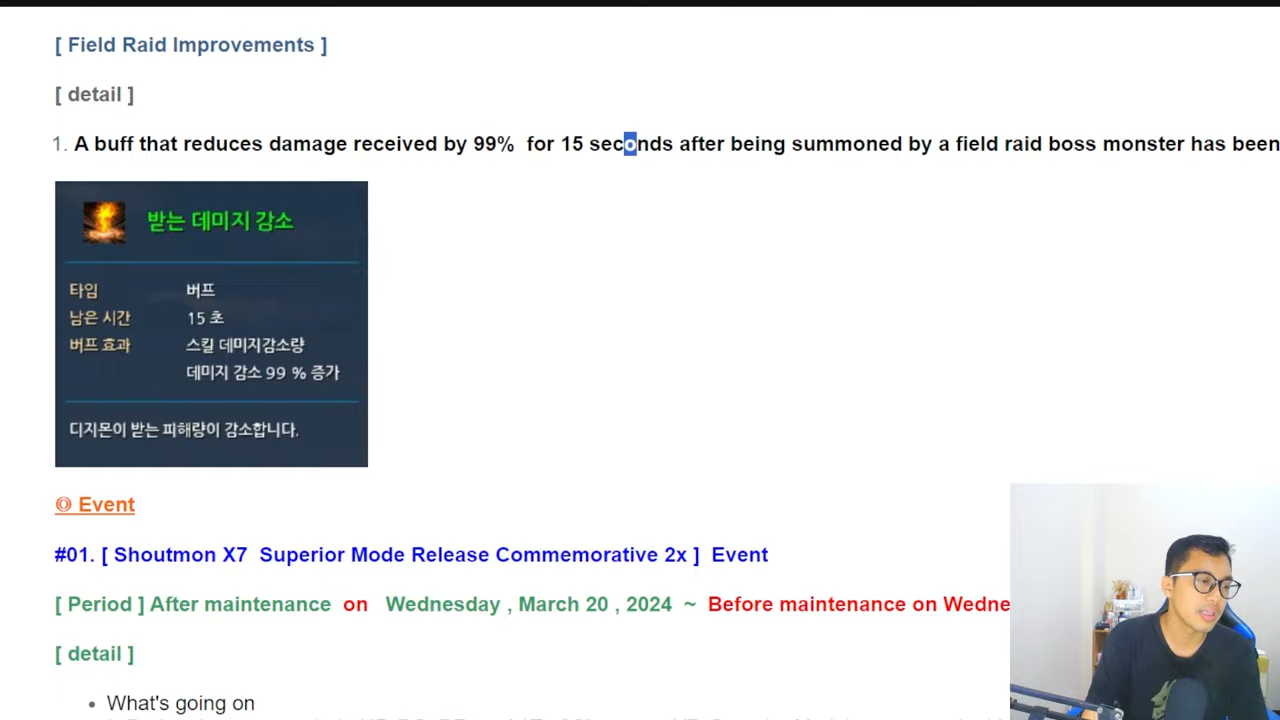 [ Field Raid Improvements ]
[ detail ]
1. A buff that reduces damage received by 99% for 15 seconds after being summoned by a field raid boss monster has been
받는 데미지 감소
타임 버프
남은 시간 15 초
버프 효과 스킬 데미지감소량
데미지 감소 99 % 증가
디지몬이 받는 피해량이 감소합니다.
◎ Event
#01. [ Shoutmon X7 Superior Mode Release Commemorative 2x ] Event
[ Period ] After maintenance on Wednesday , March 20 , 2024 ~ Before maintenance on Wedne
[ detail ]
• What's going on